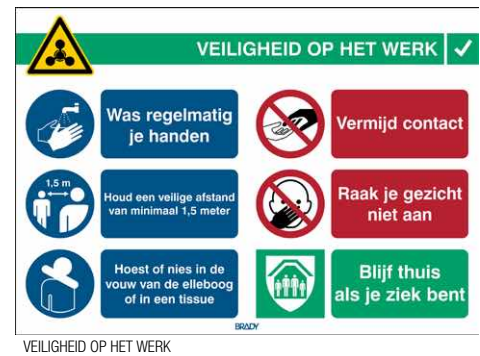 VEILIGHEID OP HET WERK
Was regelmatig
je handen
Vermijd contact
1,5 m
Houd een veilige afstand
van minimaal 1,5 meter
Raak je gezicht
niet aan
Hoest of nies in de
vouw van de elleboog
of in een tissue
Blijf thuis
als je ziek bent
BRADY
VEILIGHEID OP HET WERK